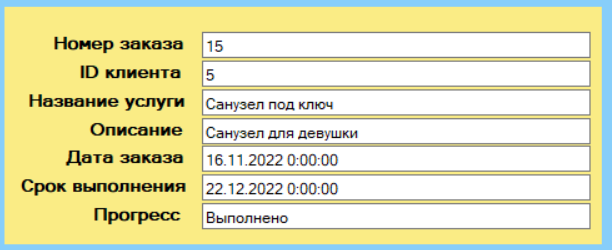 Номер заказа 15
ID клиента 5
Название услуги Санузел под ключ
Описание Санузел для девушки
Дата заказа 16.11.2022 0:00:00
Срок выполнения 22.12.2022 0:00:00
Прогресс Выполнено